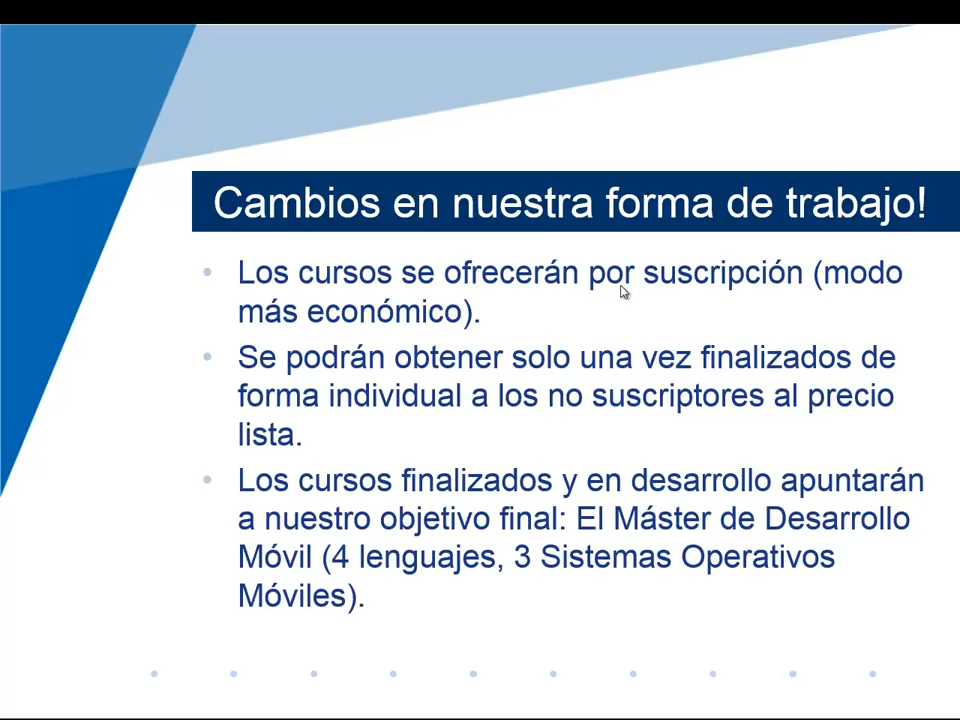 Cambios en nuestra forma de trabajo!
• Los cursos se ofrecerán por suscripción (modo
más económico).
• Se podrán obtener solo una vez finalizados de
forma individual a los no suscriptores al precio
lista.
• Los cursos finalizados y en desarrollo apuntarán
a nuestro objetivo final: El Máster de Desarrollo
Móvil (4 lenguajes, 3 Sistemas Operativos
Móviles).